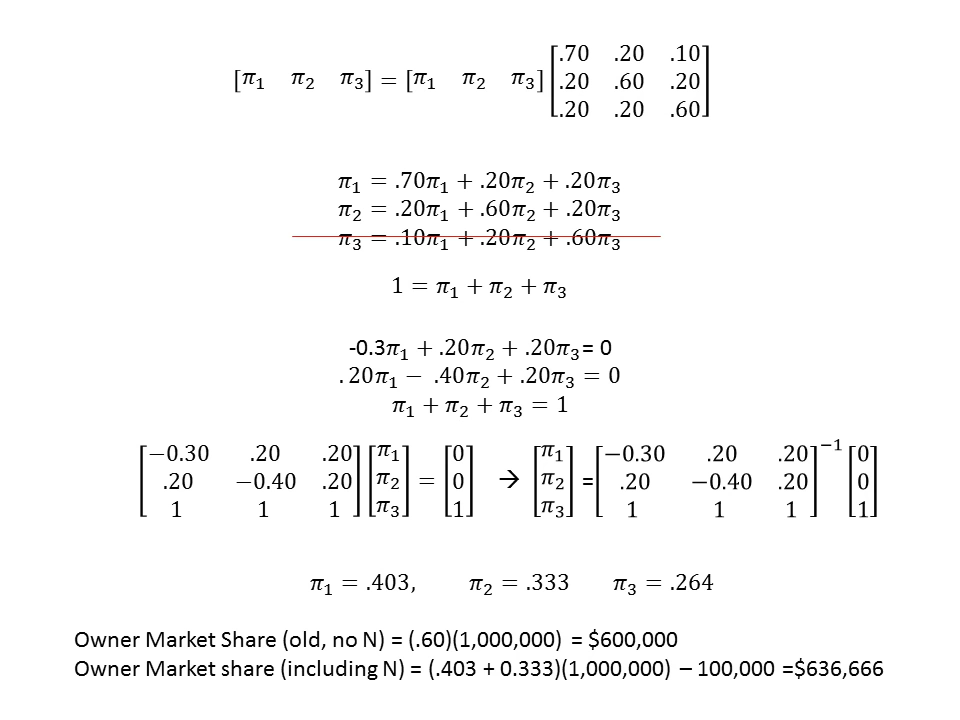 [π₁ π₂ π₃] = [π₁ π₂ π₃] [.70 .20 .10
.20 .60 .20
.20 .20 .60]
π₁ = .70π₁ + .20π₂ + .20π₃
π₂ = .20π₁ + .60π₂ + .20π₃
π₃ = .10π₁ + .20π₂ + .60π₃
1 = π₁ + π₂ + π₃
-0.3π₁ + .20π₂ + .20π₃= 0
.20π₁ − .40π₂ + .20π₃ = 0
π₁ + π₂ + π₃ = 1
[−0.30 .20 .20] [π₁] [0] [π₁] [−0.30 .20 .20]⁻¹ [0]
[.20 −0.40 .20] [π₂] = [0] → [π₂] = [.20 −0.40 .20] [0]
[1 1 1] [π₃] [1] [π₃] [1 1 1] [1]
π₁ = .403, π₂ = .333 π₃ = .264
Owner Market Share (old, no N) = (.60)(1,000,000) = $600,000
Owner Market share (including N) = (.403 + 0.333)(1,000,000) – 100,000 =$636,666